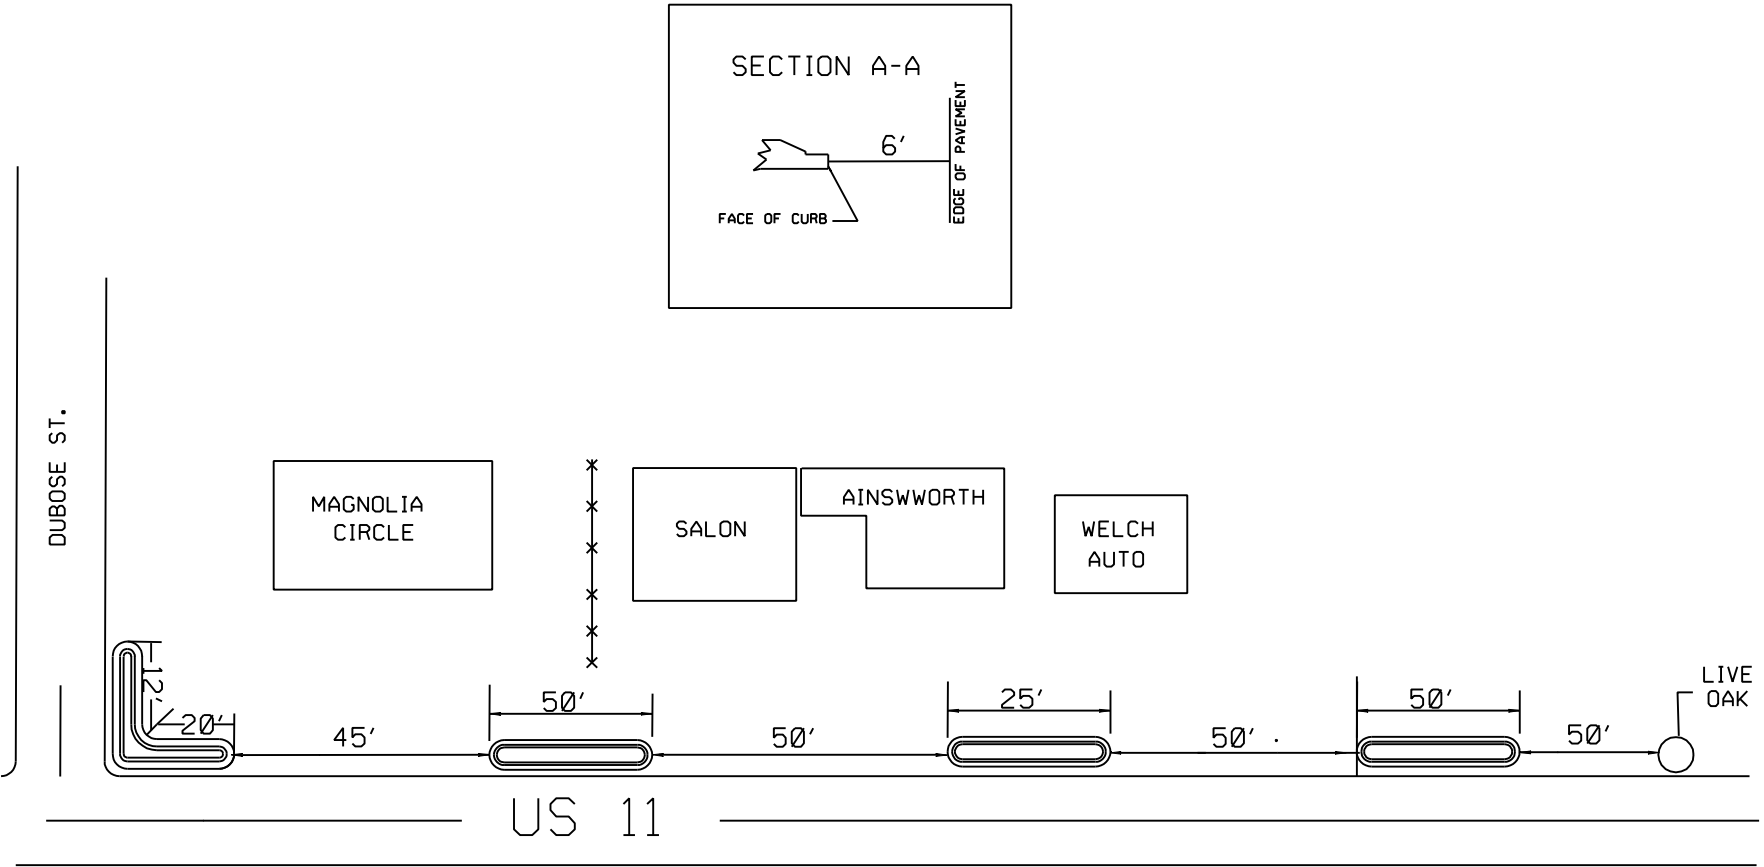 SECTION A-A
6'
EDGE OF PAVEMENT
FACE OF CURB
DUBOSE ST.
MAGNOLIA
CIRCLE
SALON
AINSWWORTH
WELCH
AUTO
12'
20'
45'
50'
50'
25'
50'
50'
50'
LIVE
OAK
US 11